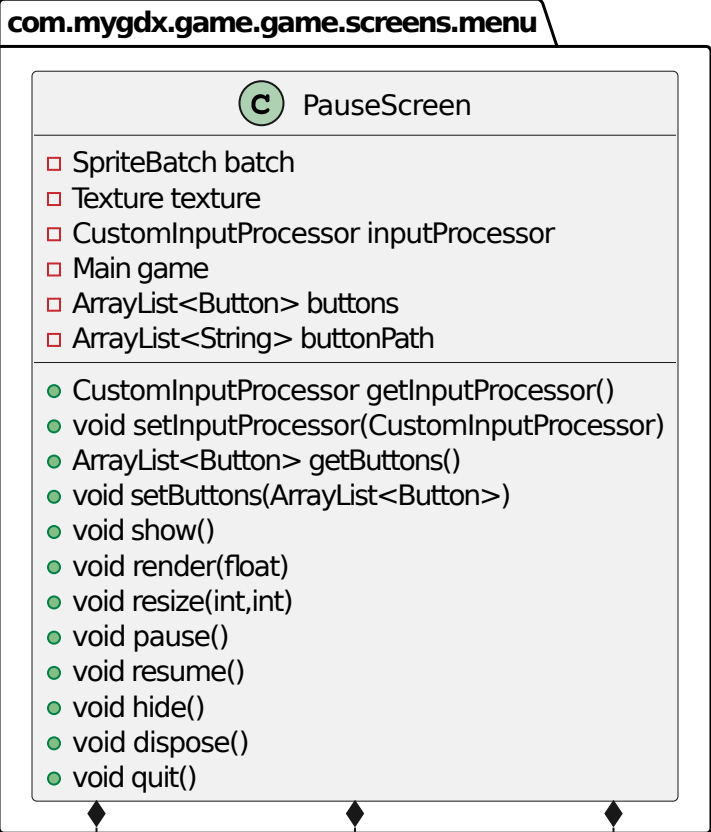 com.mygdx.game.game.screens.menu
C PauseScreen
SpriteBatch batch
Texture texture
CustomInputProcessor inputProcessor
Main game
ArrayList<Button> buttons
ArrayList<String> buttonPath
CustomInputProcessor getInputProcessor()
void setInputProcessor(CustomInputProcessor)
ArrayList<Button> getButtons()
void setButtons(ArrayList<Button>)
void show()
void render(float)
void resize(int,int)
void pause()
void resume()
void hide()
void dispose()
void quit()